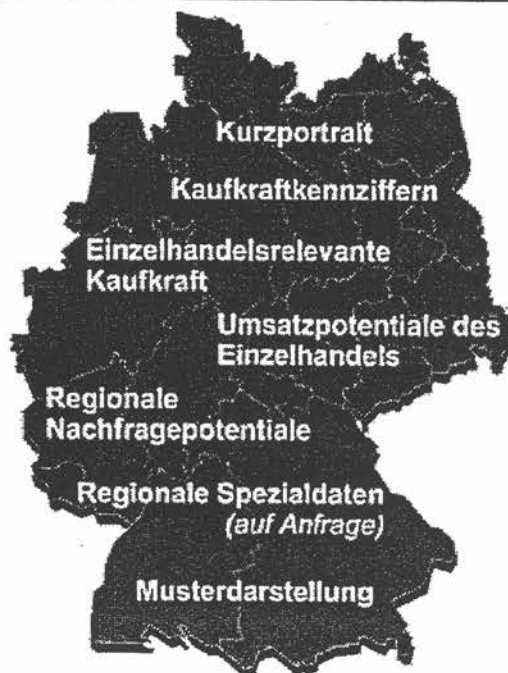 Kurzportrait
Kaufkraftkennziffern
Einzelhandelsrelevante
Kaufkraft
Umsatzpotentiale des
Einzelhandels
Regionale
Nachfragepotentiale
Regionale Spezialdaten
(auf Anfrage)
Musterdarstellung